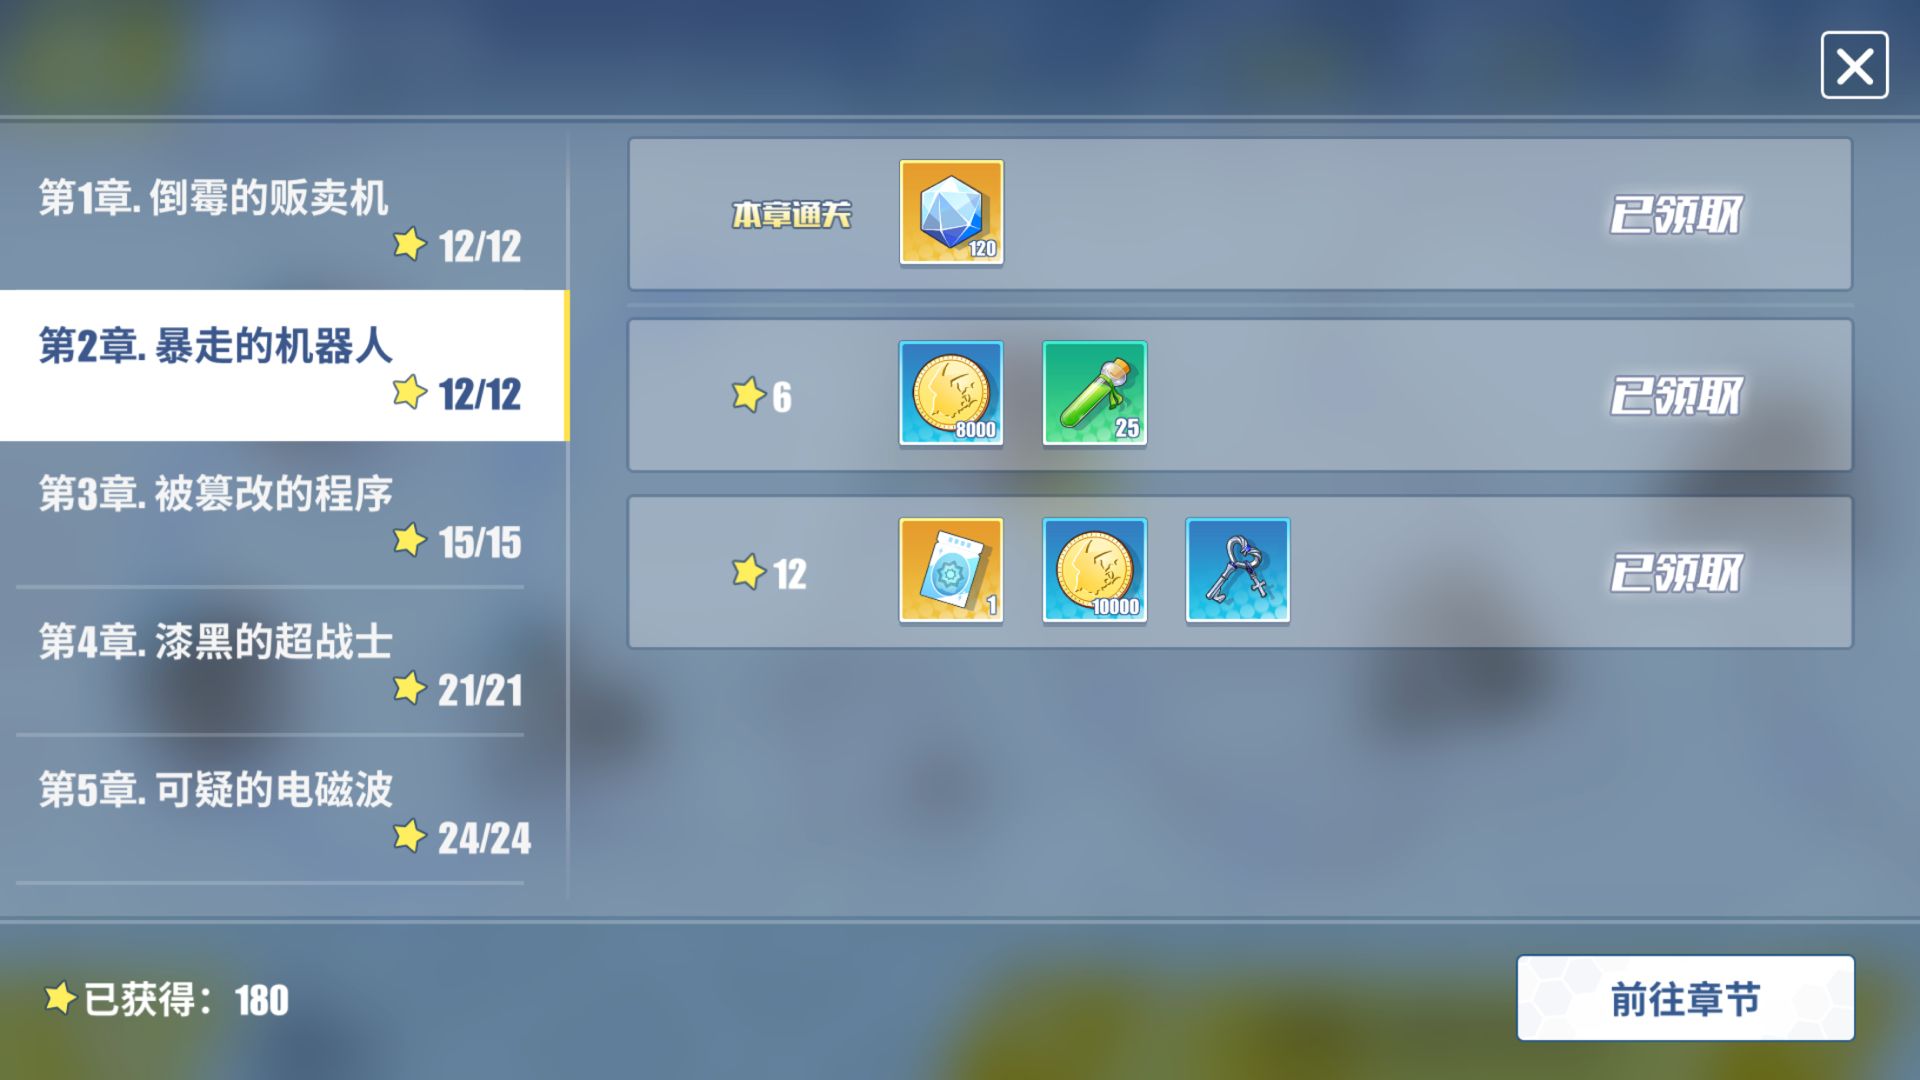 第1章. 倒霉的贩卖机
12/12
第2章. 暴走的机器人
12/12
第3章. 被篡改的程序
15/15
第4章. 漆黑的超战士
21/21
第5章. 可疑的电磁波
24/24
本章通关
120
已领取
6
8000
25
已领取
12
1
10000
已领取
已获得：180
前往章节